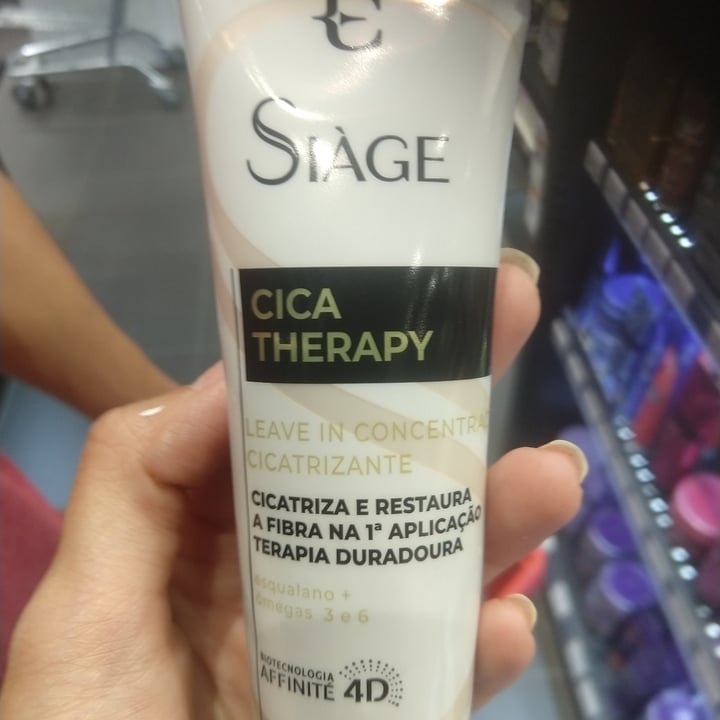 E
SIÀGE
CICA
THERAPY
LEAVE IN CONCENTRA
CICATRIZANTE
CICATRIZA E RESTAURA
A FIBRA NA 1ª APLICAÇÃO
TERAPIA DURADOURA
esqualano +
ômegas 3 e 6
BIOTECNOLOGIA
AFFINITÉ 4D